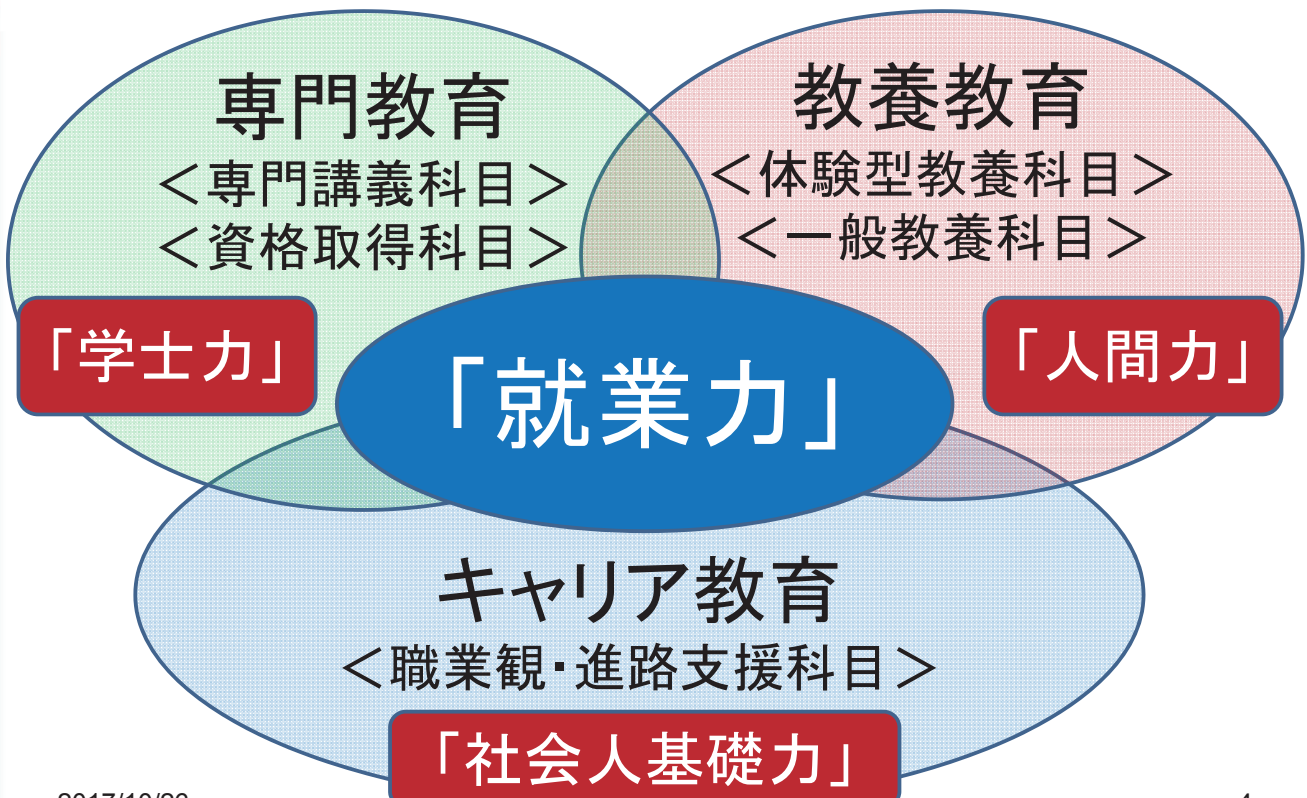 専門教育
＜専門講義科目＞
＜資格取得科目＞
「学士力」
教養教育
＜体験型教養科目＞
＜一般教養科目＞
「人間力」
「就業力」
キャリア教育
＜職業観・進路支援科目＞
「社会人基礎力」